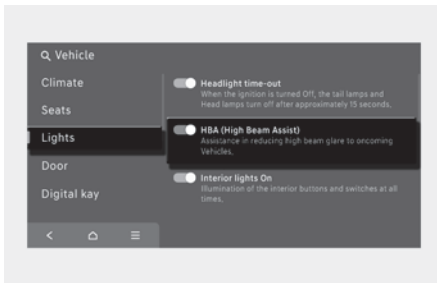 Vehicle
Climate
Seats
Lights
Door
Digital kay
Headlight time-out
When the ignition is turned Off, the tail lamps and
Head lamps turn off after approximately 15 seconds.
HBA (High Beam Assist)
Assistance in reducing high beam glare to oncoming
Vehicles.
Interior lights On
Illumination of the interior buttons and switches at all
times.